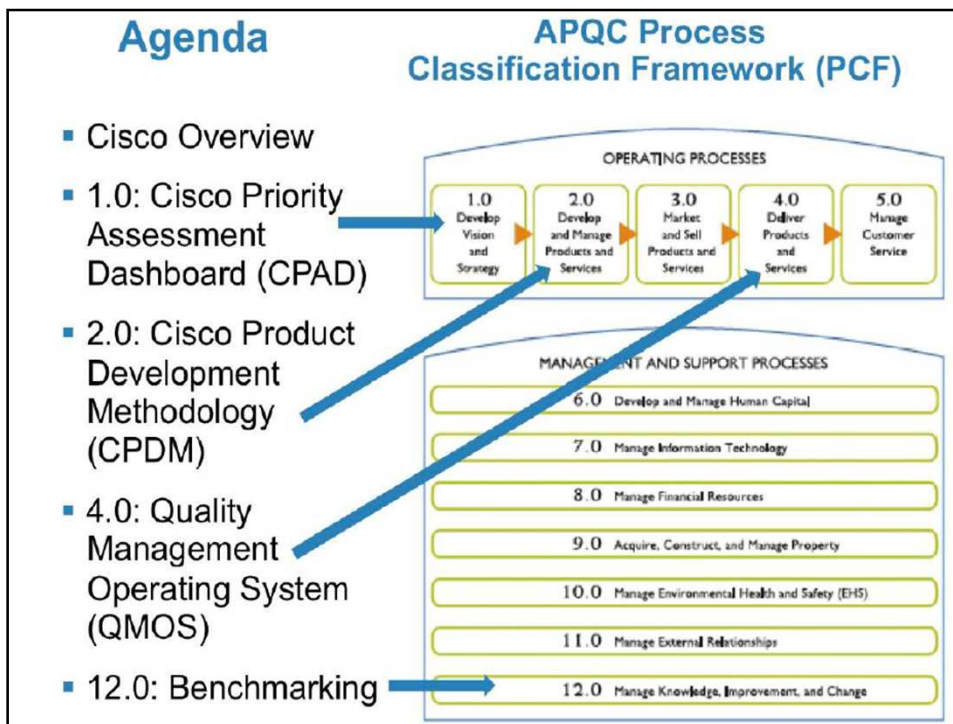 Agenda
APQC Process
Classification Framework (PCF)
▪ Cisco Overview
▪ 1.0: Cisco Priority
Assessment
Dashboard (CPAD)
▪ 2.0: Cisco Product
Development
Methodology
(CPDM)
▪ 4.0: Quality
Management
Operating System
(QMOS)
▪ 12.0: Benchmarking
OPERATING PROCESSES
1.0
Develop
Vision
and
Strategy
2.0
Develop
and Manage
Products and
Services
3.0
Market
and Sell
Products and
Services
4.0
Deliver
Products
and
Services
5.0
Manage
Customer
Service
MANAGEMENT AND SUPPORT PROCESSES
6.0 Develop and Manage Human Capital
7.0 Manage Information Technology
8.0 Manage Financial Resources
9.0 Acquire, Construct, and Manage Property
10.0 Manage Environmental Health and Safety (EHS)
11.0 Manage External Relationships
12.0 Manage Knowledge, Improvement, and Change